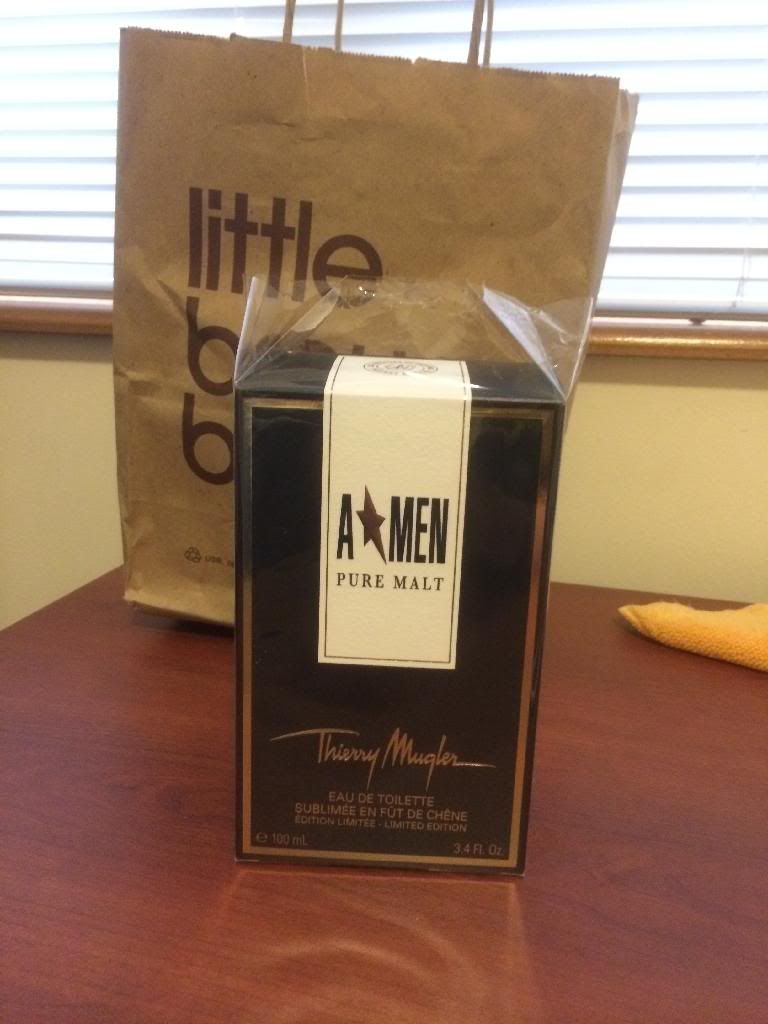 little
A★MEN
PURE MALT
Thierry Mugler
EAU DE TOILETTE
SUBLIMÉE EN FÛT DE CHÊNE
ÉDITION LIMITÉE - LIMITED EDITION
℮ 100 mL
3.4 Fl. Oz.